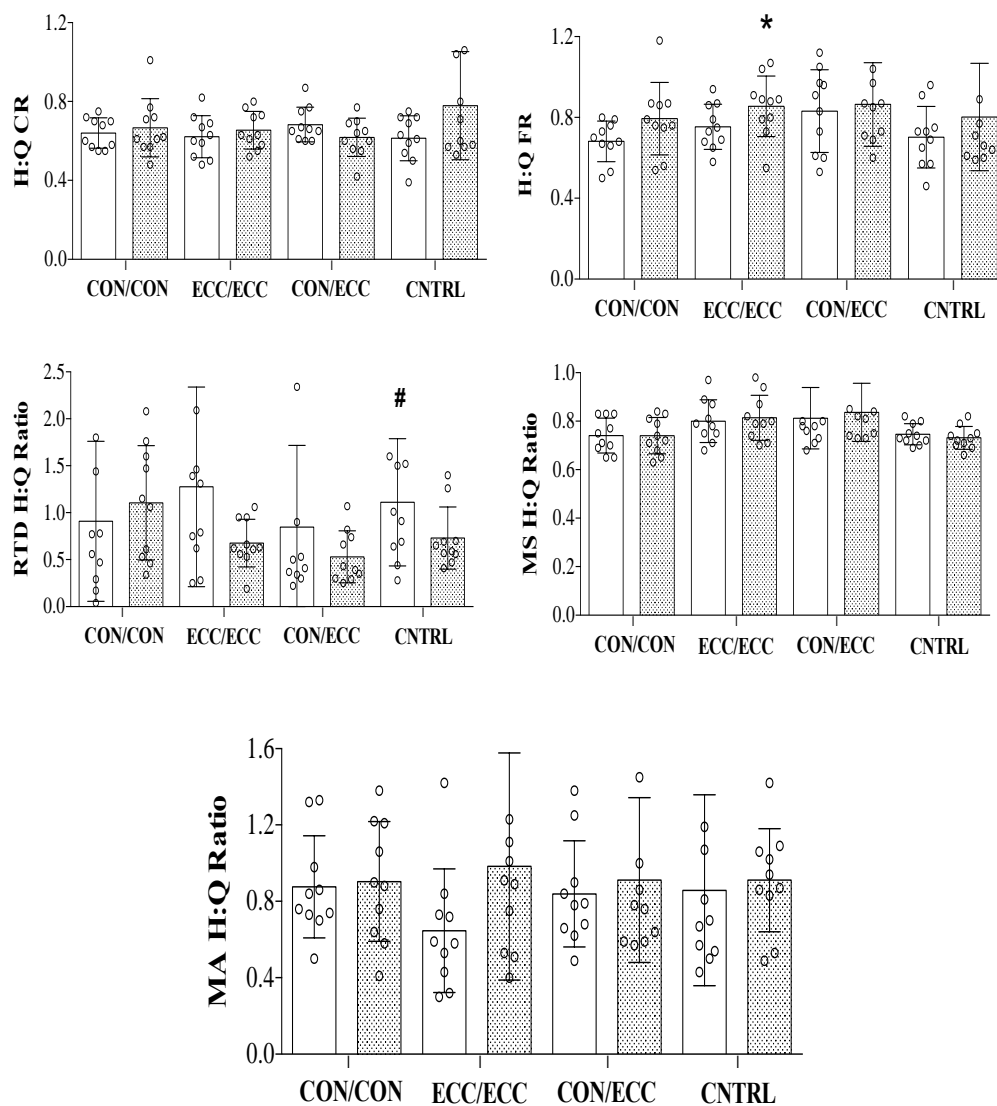 H:Q CR
1.2
0.8
0.4
0.0
CON/CON ECC/ECC CON/ECC CNTRL
H:Q FR
1.2
0.8
0.4
0.0
*
CON/CON ECC/ECC CON/ECC CNTRL
RTD H:Q Ratio
2.5
2.0
1.5
1.0
0.5
0.0
#
CON/CON ECC/ECC CON/ECC CNTRL
MS H:Q Ratio
1.0
0.8
0.6
0.4
0.2
0.0
CON/CON ECC/ECC CON/ECC CNTRL
MA H:Q Ratio
1.6
1.2
0.8
0.4
0.0
CON/CON ECC/ECC CON/ECC CNTRL